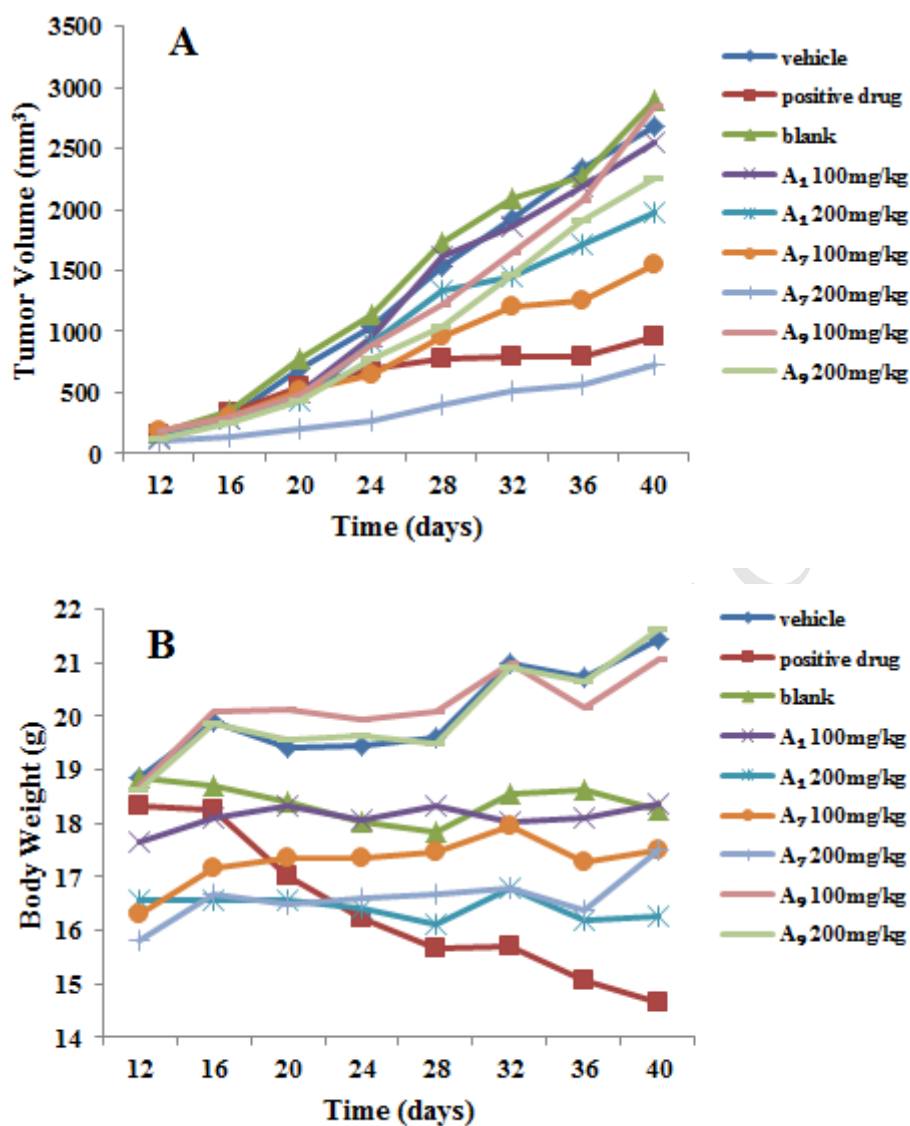 A
Tumor Volume (mm³)
3500
3000
2500
2000
1500
1000
500
0
12 16 20 24 28 32 36 40
Time (days)
vehicle
positive drug
blank
A₁ 100mg/kg
A₁ 200mg/kg
A₇ 100mg/kg
A₇ 200mg/kg
A₉ 100mg/kg
A₉ 200mg/kg
B
Body Weight (g)
22
21
20
19
18
17
16
15
14
12 16 20 24 28 32 36 40
Time (days)
vehicle
positive drug
blank
A₁ 100mg/kg
A₁ 200mg/kg
A₇ 100mg/kg
A₇ 200mg/kg
A₉ 100mg/kg
A₉ 200mg/kg